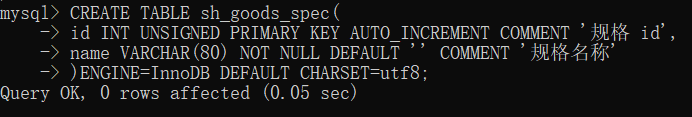 mysql> CREATE TABLE sh_goods_spec(
    -> id INT UNSIGNED PRIMARY KEY AUTO_INCREMENT COMMENT '规格 id',
    -> name VARCHAR(80) NOT NULL DEFAULT '' COMMENT '规格名称'
    -> )ENGINE=InnoDB DEFAULT CHARSET=utf8;
Query OK, 0 rows affected (0.05 sec)